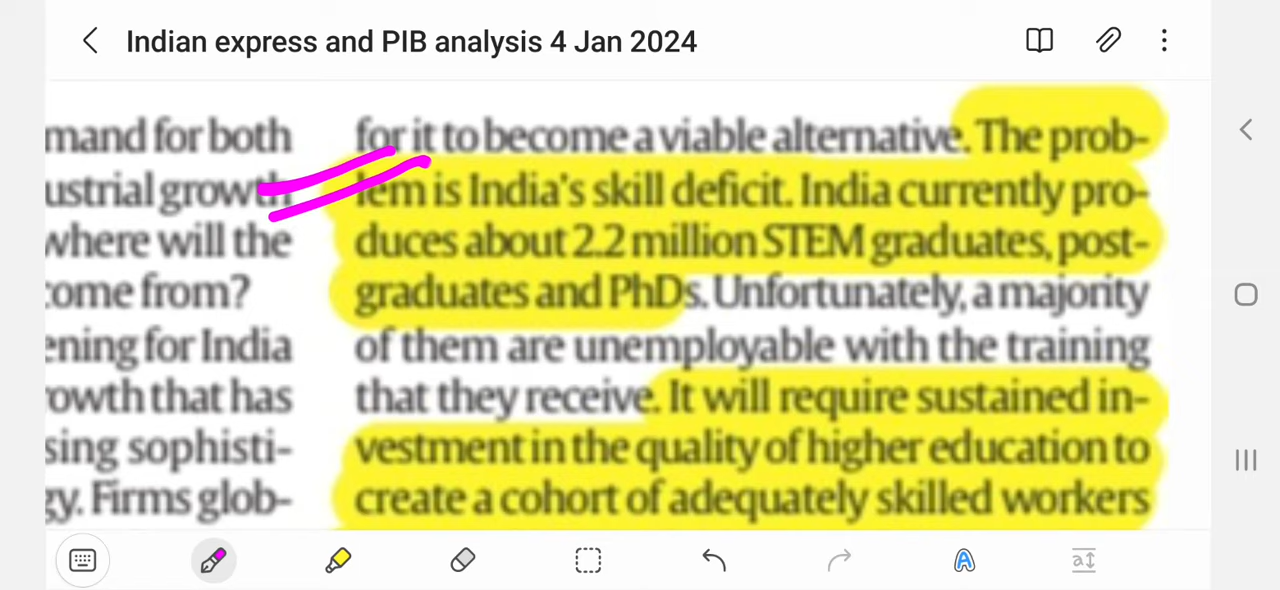 Indian express and PIB analysis 4 Jan 2024
mand for both
ustrial growth
where will the
come from?
ening for India
rowth that has
sing sophisti-
gy. Firms glob-
for it to become a viable alternative. The prob-
lem is India's skill deficit. India currently pro-
duces about 2.2 million STEM graduates, post-
graduates and PhDs. Unfortunately, a majority
of them are unemployable with the training
that they receive. It will require sustained in-
vestment in the quality of higher education to
create a cohort of adequately skilled workers
A
a